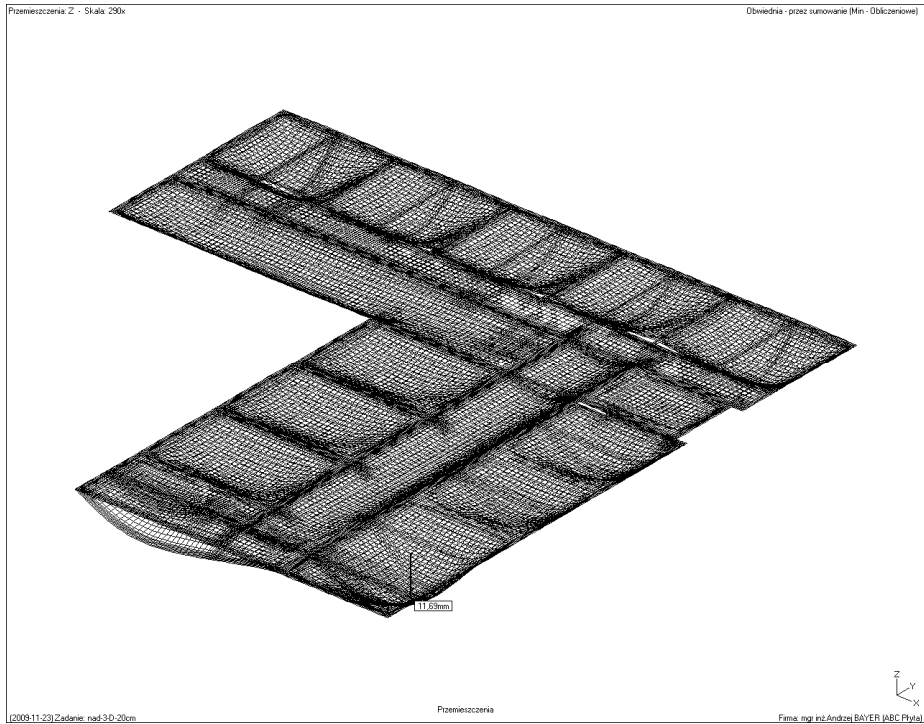 Przemieszczenia: Z - Skala: 290x
Obwiednia - przez sumowanie (Min - Obliczeniowe)
11,69mm
Z
Y
X
Przemieszczenia
(2009-11-23) Zadanie: nad-3-D-20cm
Firma: mgr inż.Andrzej BAYER (ABC Płyta)